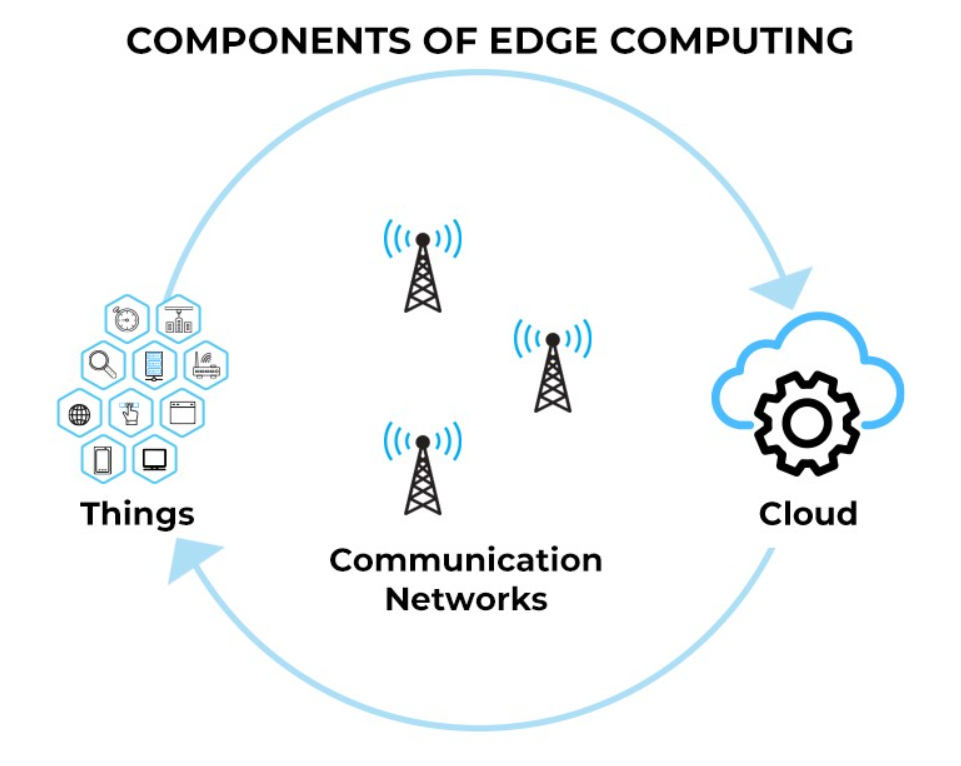 COMPONENTS OF EDGE COMPUTING
Things
Communication
Networks
Cloud